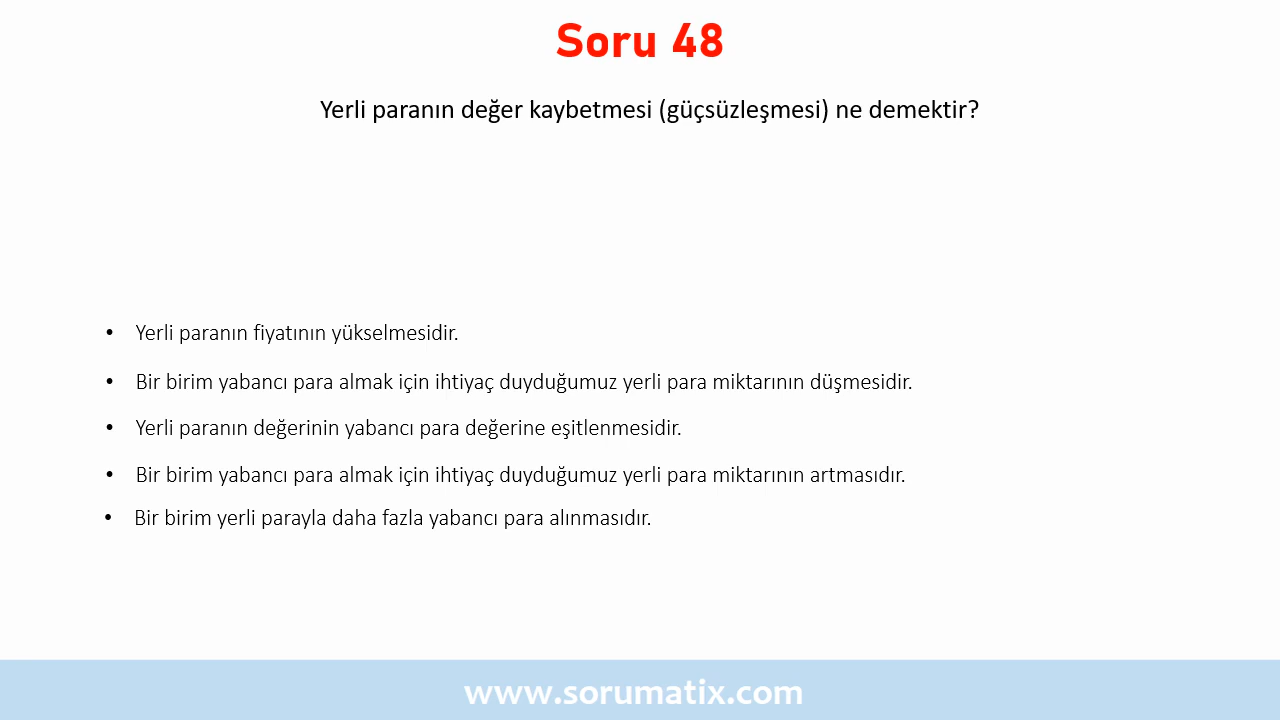 Soru 48
Yerli paranın değer kaybetmesi (güçsüzleşmesi) ne demektir?
• Yerli paranın fiyatının yükselmesidir.
• Bir birim yabancı para almak için ihtiyaç duyduğumuz yerli para miktarının düşmesidir.
• Yerli paranın değerinin yabancı para değerine eşitlenmesidir.
• Bir birim yabancı para almak için ihtiyaç duyduğumuz yerli para miktarının artmasıdır.
• Bir birim yerli parayla daha fazla yabancı para alınmasıdır.
www.sorumatix.com